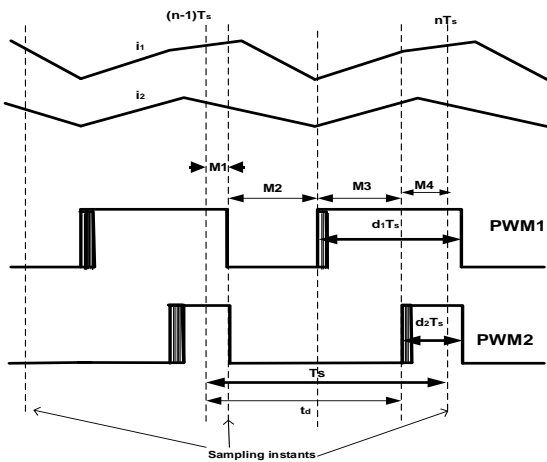 (n-1)Ts
nTs
i1
i2
M1
M2
M3
M4
d1Ts
PWM1
d2Ts
PWM2
Ts
td
Sampling instants